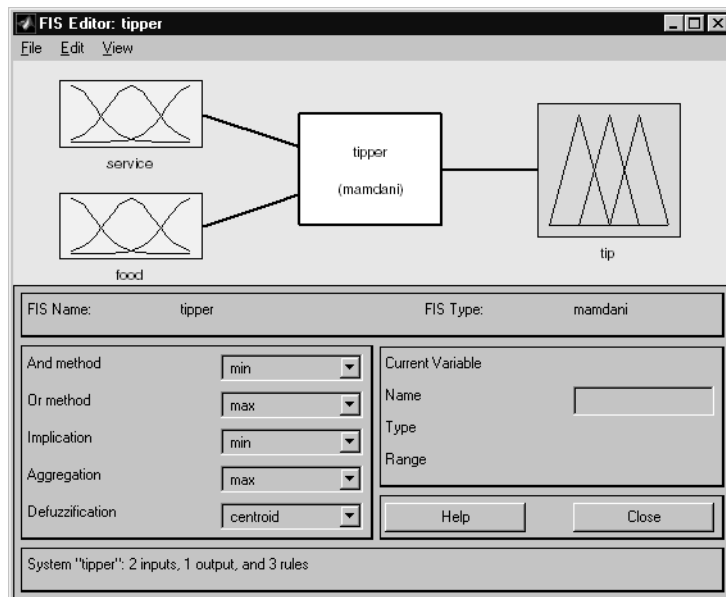 FIS Editor: tipper
File Edit View
service
food
tipper
(mamdani)
tip
FIS Name: tipper FIS Type: mamdani
And method min
Or method max
Implication min
Aggregation max
Defuzzification centroid
Current Variable
Name
Type
Range
Help Close
System "tipper": 2 inputs, 1 output, and 3 rules